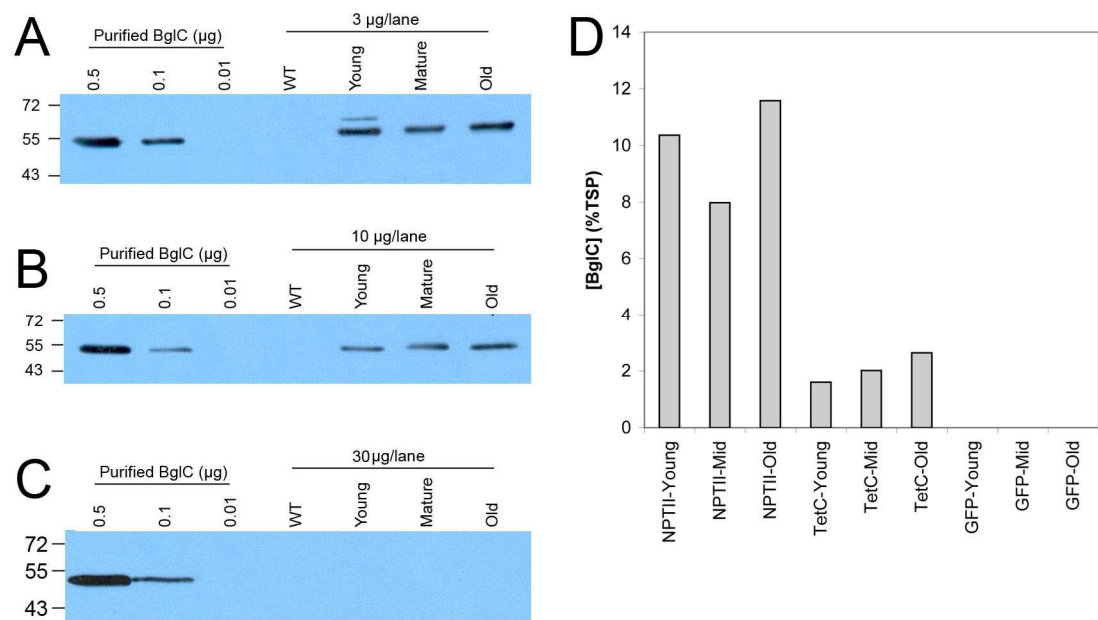 A
Purified BglC (µg)
3 µg/lane
0.5
0.1
0.01
WT
Young
Mature
Old
72
55
43
B
Purified BglC (µg)
10 µg/lane
0.5
0.1
0.01
WT
Young
Mature
Old
72
55
43
C
Purified BglC (µg)
30µg/lane
0.5
0.1
0.01
WT
Young
Mature
Old
72
55
43
D
[BglC] (%TSP)
14
12
10
8
6
4
2
0
NPTII-Young
NPTII-Mid
NPTII-Old
TetC-Young
TetC-Mid
TetC-Old
GFP-Young
GFP-Mid
GFP-Old